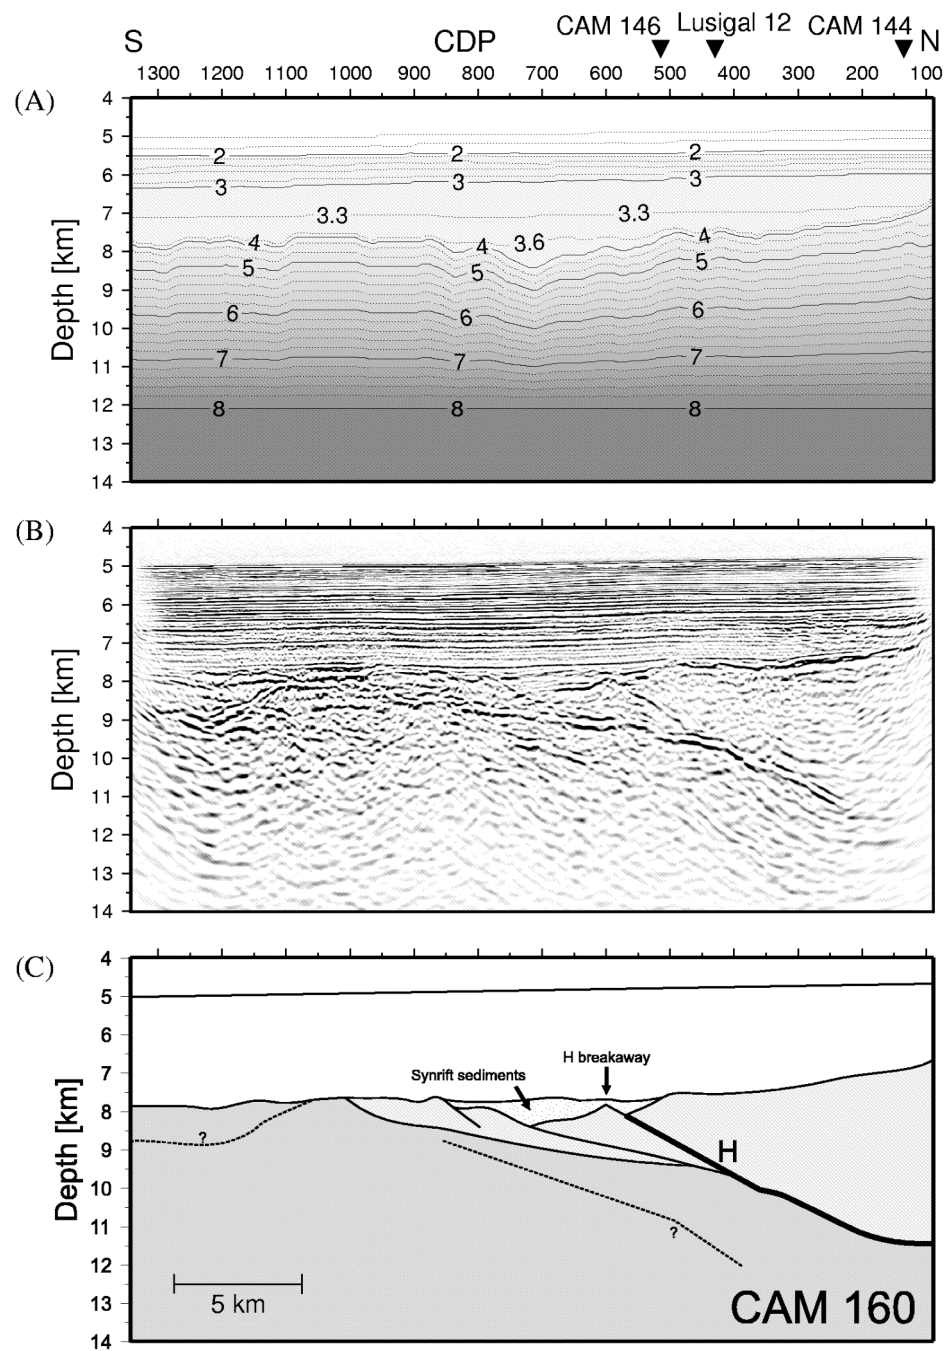 CAM 146 Lusigal 12 CAM 144
S CDP N
1300 1200 1100 1000 900 800 700 600 500 400 300 200 100
(A)
4
5
6
7
8
9
10
11
12
13
14
Depth [km]
2 2 2
3 3 3
3.3 3.3
4 4 3.6 4
5 5 5
6 6 6
7 7 7
8 8 8
(B)
4
5
6
7
8
9
10
11
12
13
14
Depth [km]
(C)
4
5
6
7
8
9
10
11
12
13
14
Depth [km]
H breakaway
Synrift sediments
?
H
?
5 km
CAM 160